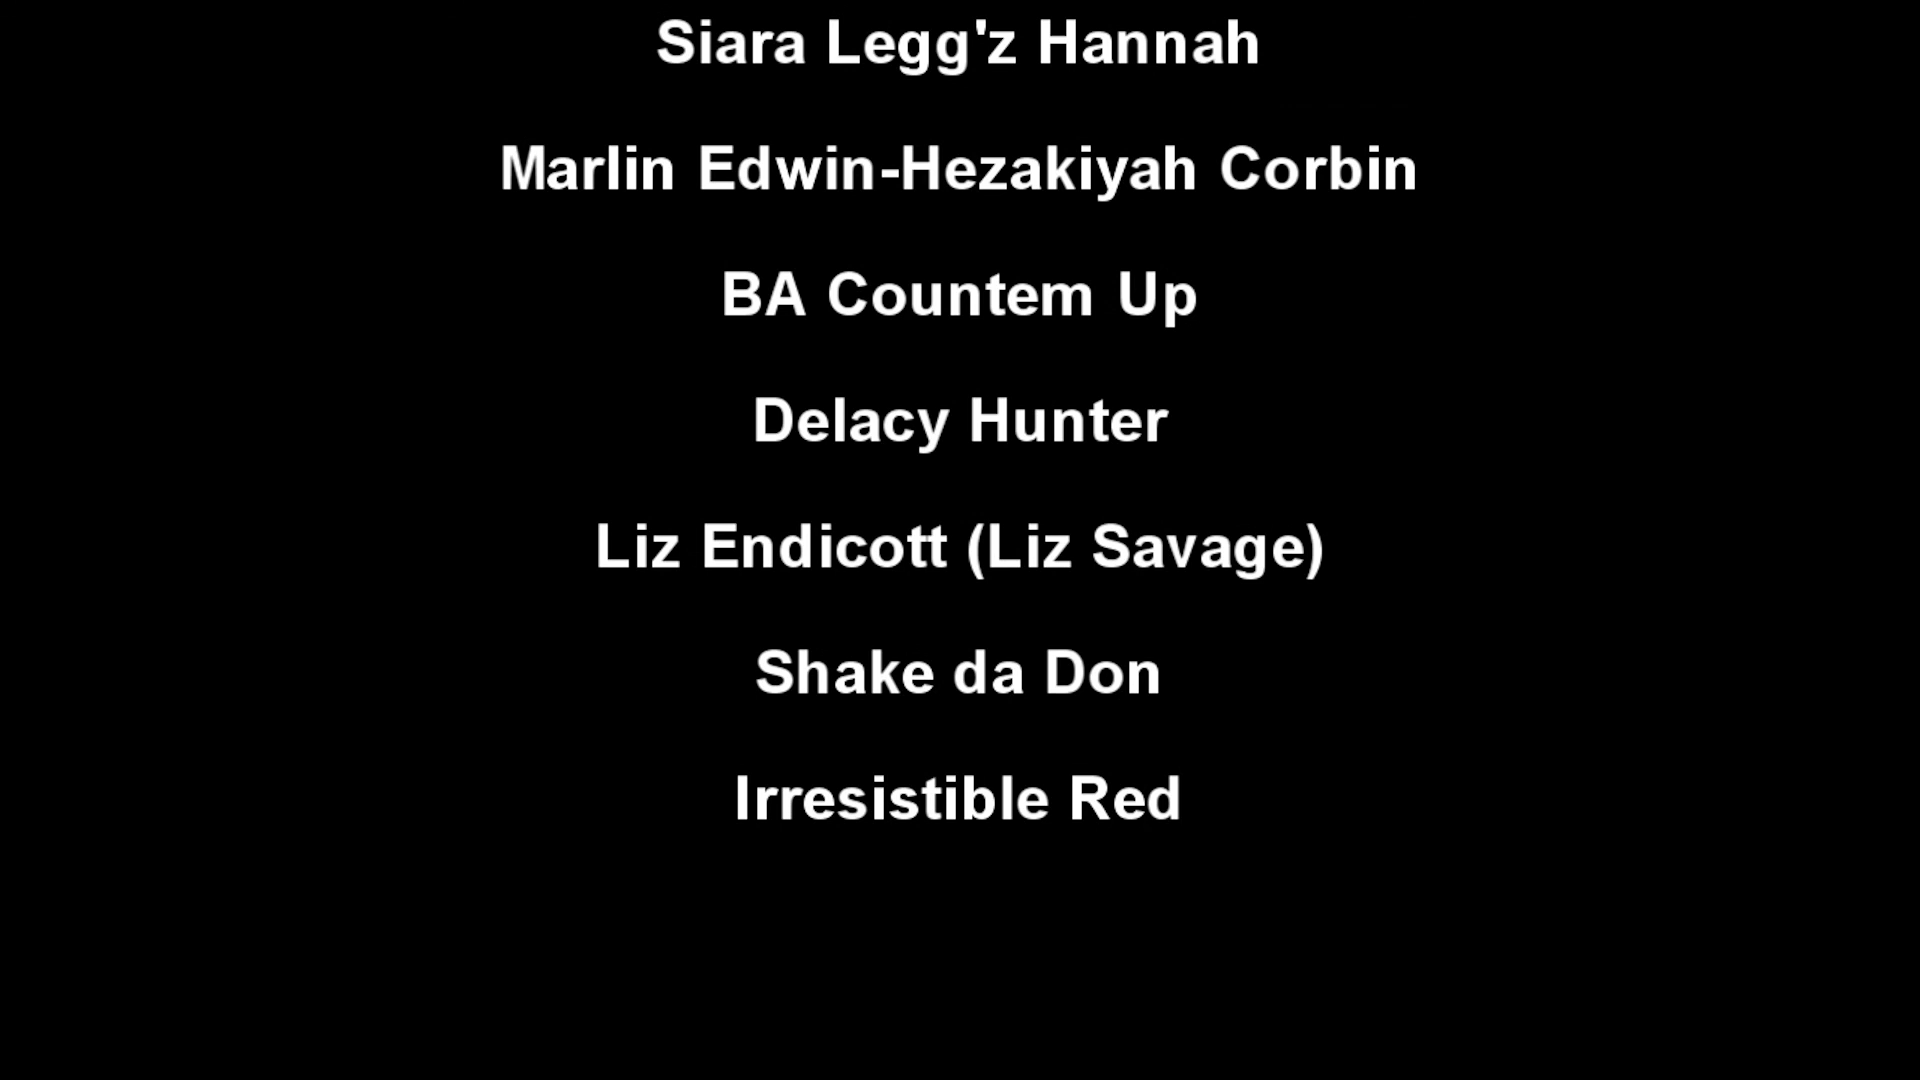 Siara Legg'z Hannah
Marlin Edwin-Hezakiyah Corbin
BA Countem Up
Delacy Hunter
Liz Endicott (Liz Savage)
Shake da Don
Irresistible Red